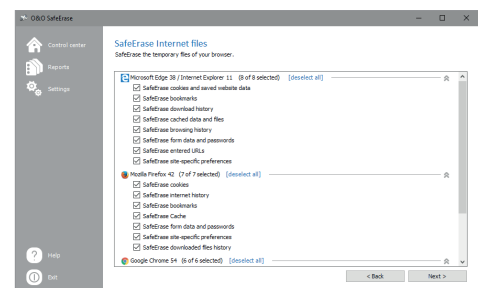 O&O SafeErase
Control center
Reports
Settings
Help
Exit
SafeErase Internet files
SafeErase the temporary files of your browser.
Microsoft Edge 38 / Internet Explorer 11 (8 of 8 selected) [deselect all]
SafeErase cookies and saved website data
SafeErase bookmarks
SafeErase download history
SafeErase cached data and files
SafeErase browsing history
SafeErase form data and passwords
SafeErase entered URLs
SafeErase site-specific preferences
Mozilla Firefox 42 (7 of 7 selected) [deselect all]
SafeErase cookies
SafeErase internet history
SafeErase bookmarks
SafeErase Cache
SafeErase form data and passwords
SafeErase site-specific preferences
SafeErase downloaded files history
Google Chrome 54 (6 of 6 selected) [deselect all]
< Back
Next >